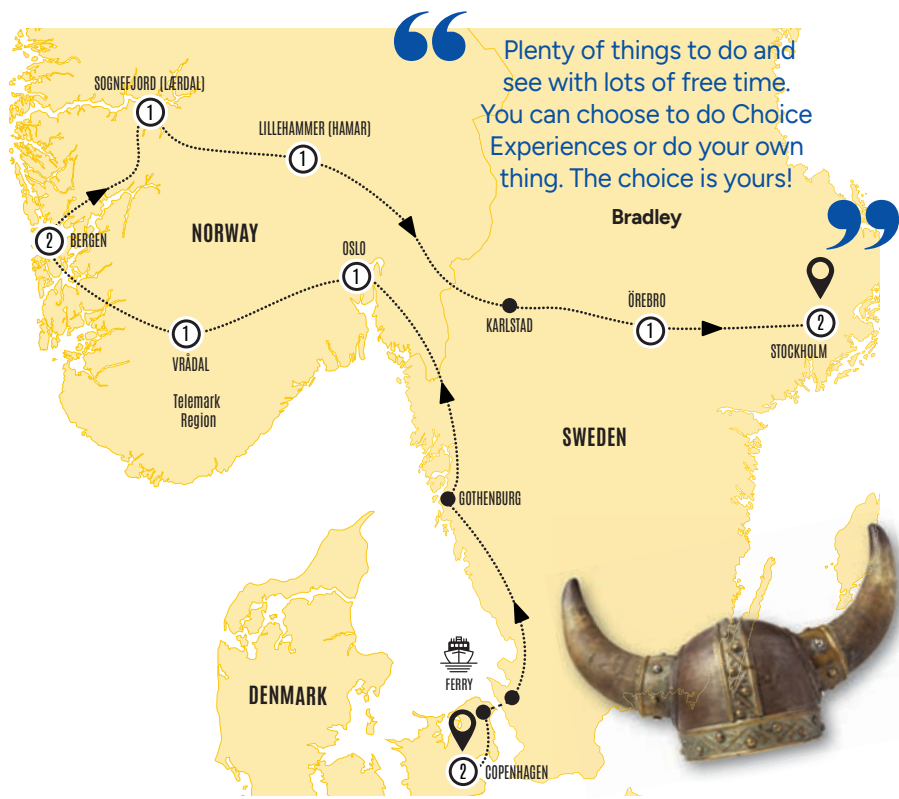 “
Plenty of things to do and
see with lots of free time.
You can choose to do Choice
Experiences or do your own
thing. The choice is yours!
”
Bradley
SOGNEFJORD (LÆRDAL)
1
LILLEHAMMER (HAMAR)
1
NORWAY
2 BERGEN
OSLO
1
1
VRÅDAL
Telemark
Region
KARLSTAD
ÖREBRO
1
2
STOCKHOLM
SWEDEN
GOTHENBURG
DENMARK
FERRY
2 COPENHAGEN